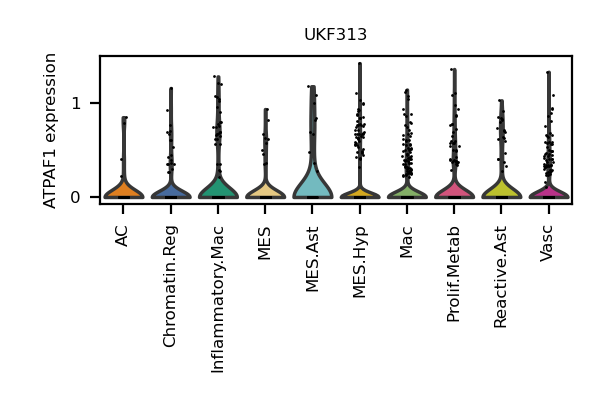 UKF313
ATPAF1 expression
1
0
AC
Chromatin.Reg
Inflammatory.Mac
MES
MES.Ast
MES.Hyp
Mac
Prolif.Metab
Reactive.Ast
Vasc